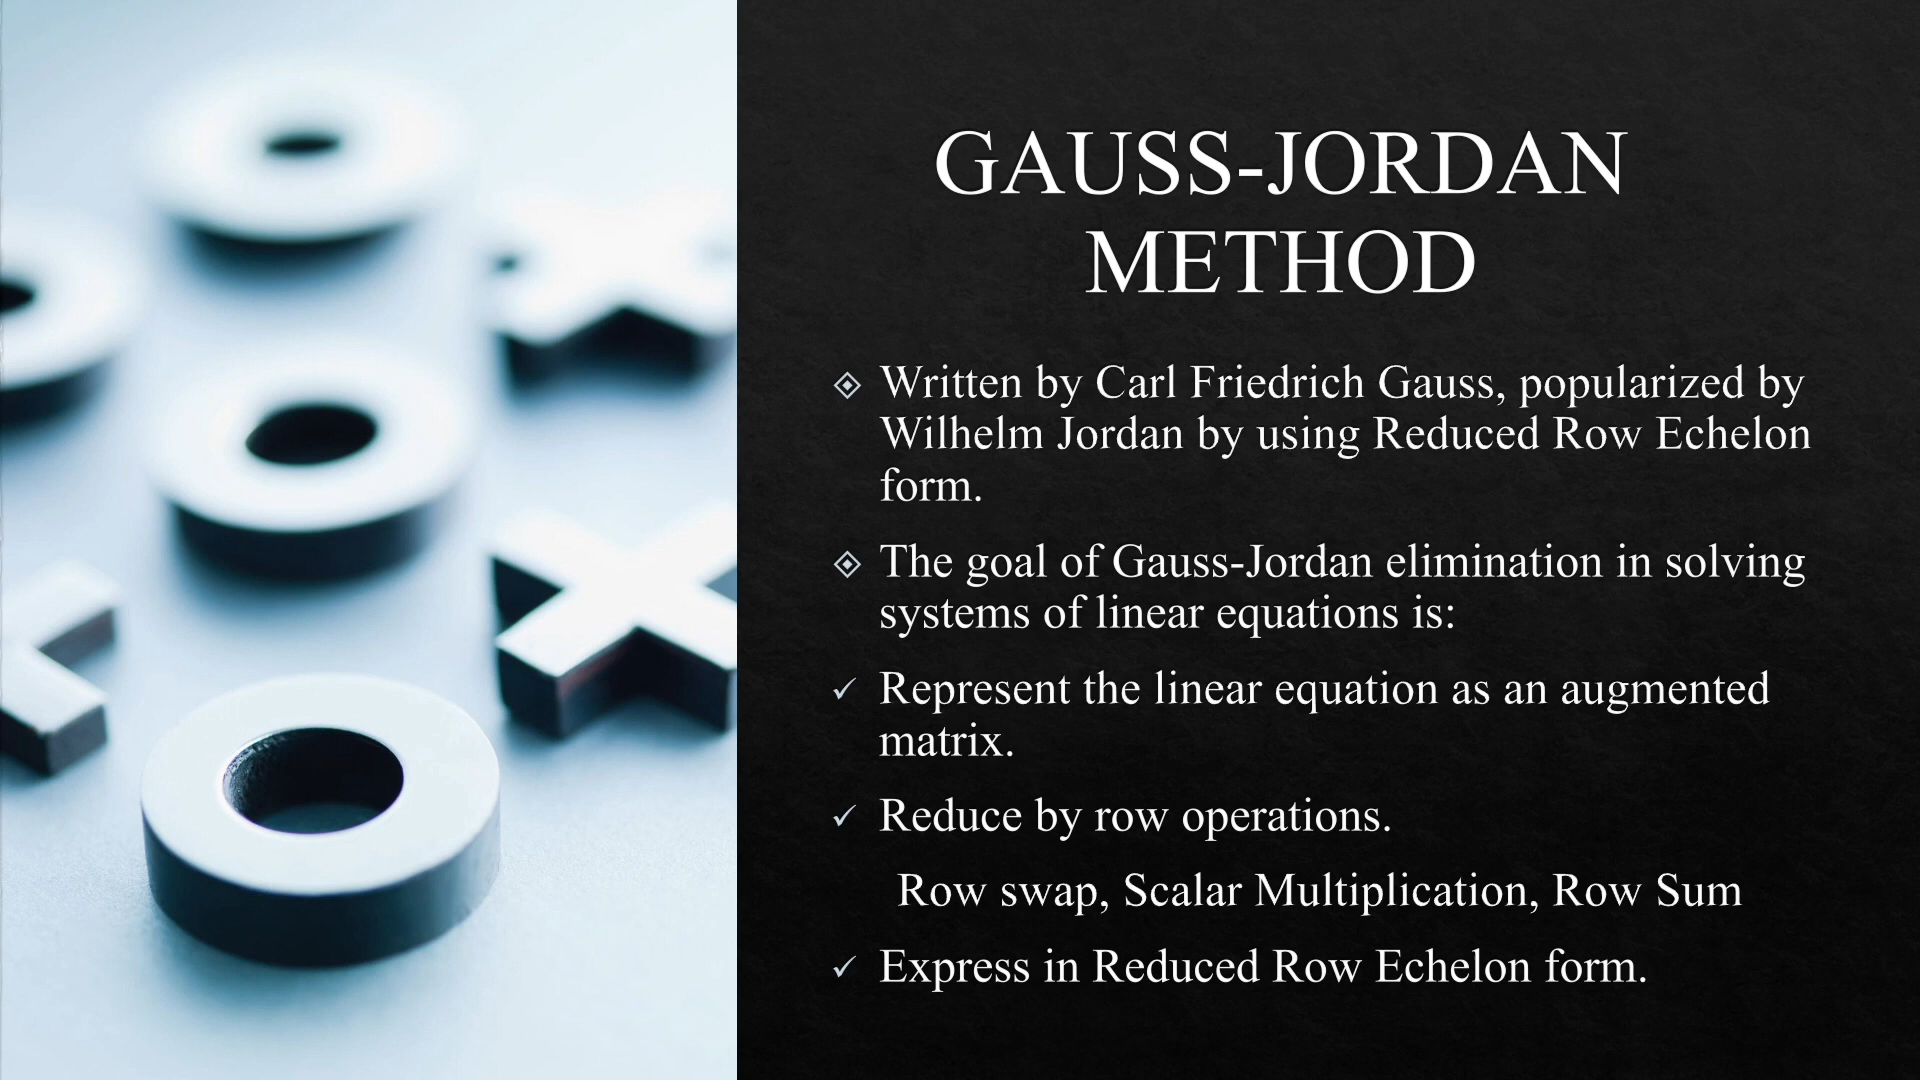 GAUSS-JORDAN
METHOD
Written by Carl Friedrich Gauss, popularized by
Wilhelm Jordan by using Reduced Row Echelon
form.
The goal of Gauss-Jordan elimination in solving
systems of linear equations is:
✓ Represent the linear equation as an augmented
matrix.
✓ Reduce by row operations.
Row swap, Scalar Multiplication, Row Sum
✓ Express in Reduced Row Echelon form.